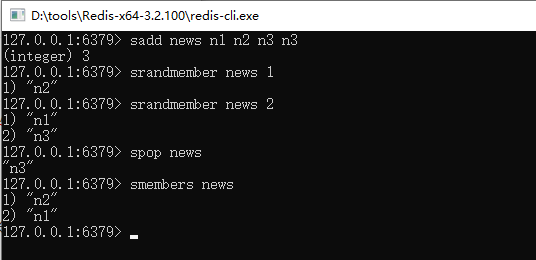 D:\tools\Redis-x64-3.2.100\redis-cli.exe
127.0.0.1:6379> sadd news n1 n2 n3 n3
(integer) 3
127.0.0.1:6379> srandmember news 1
1) "n2"
127.0.0.1:6379> srandmember news 2
1) "n1"
2) "n3"
127.0.0.1:6379> spop news
"n3"
127.0.0.1:6379> smembers news
1) "n2"
2) "n1"
127.0.0.1:6379>